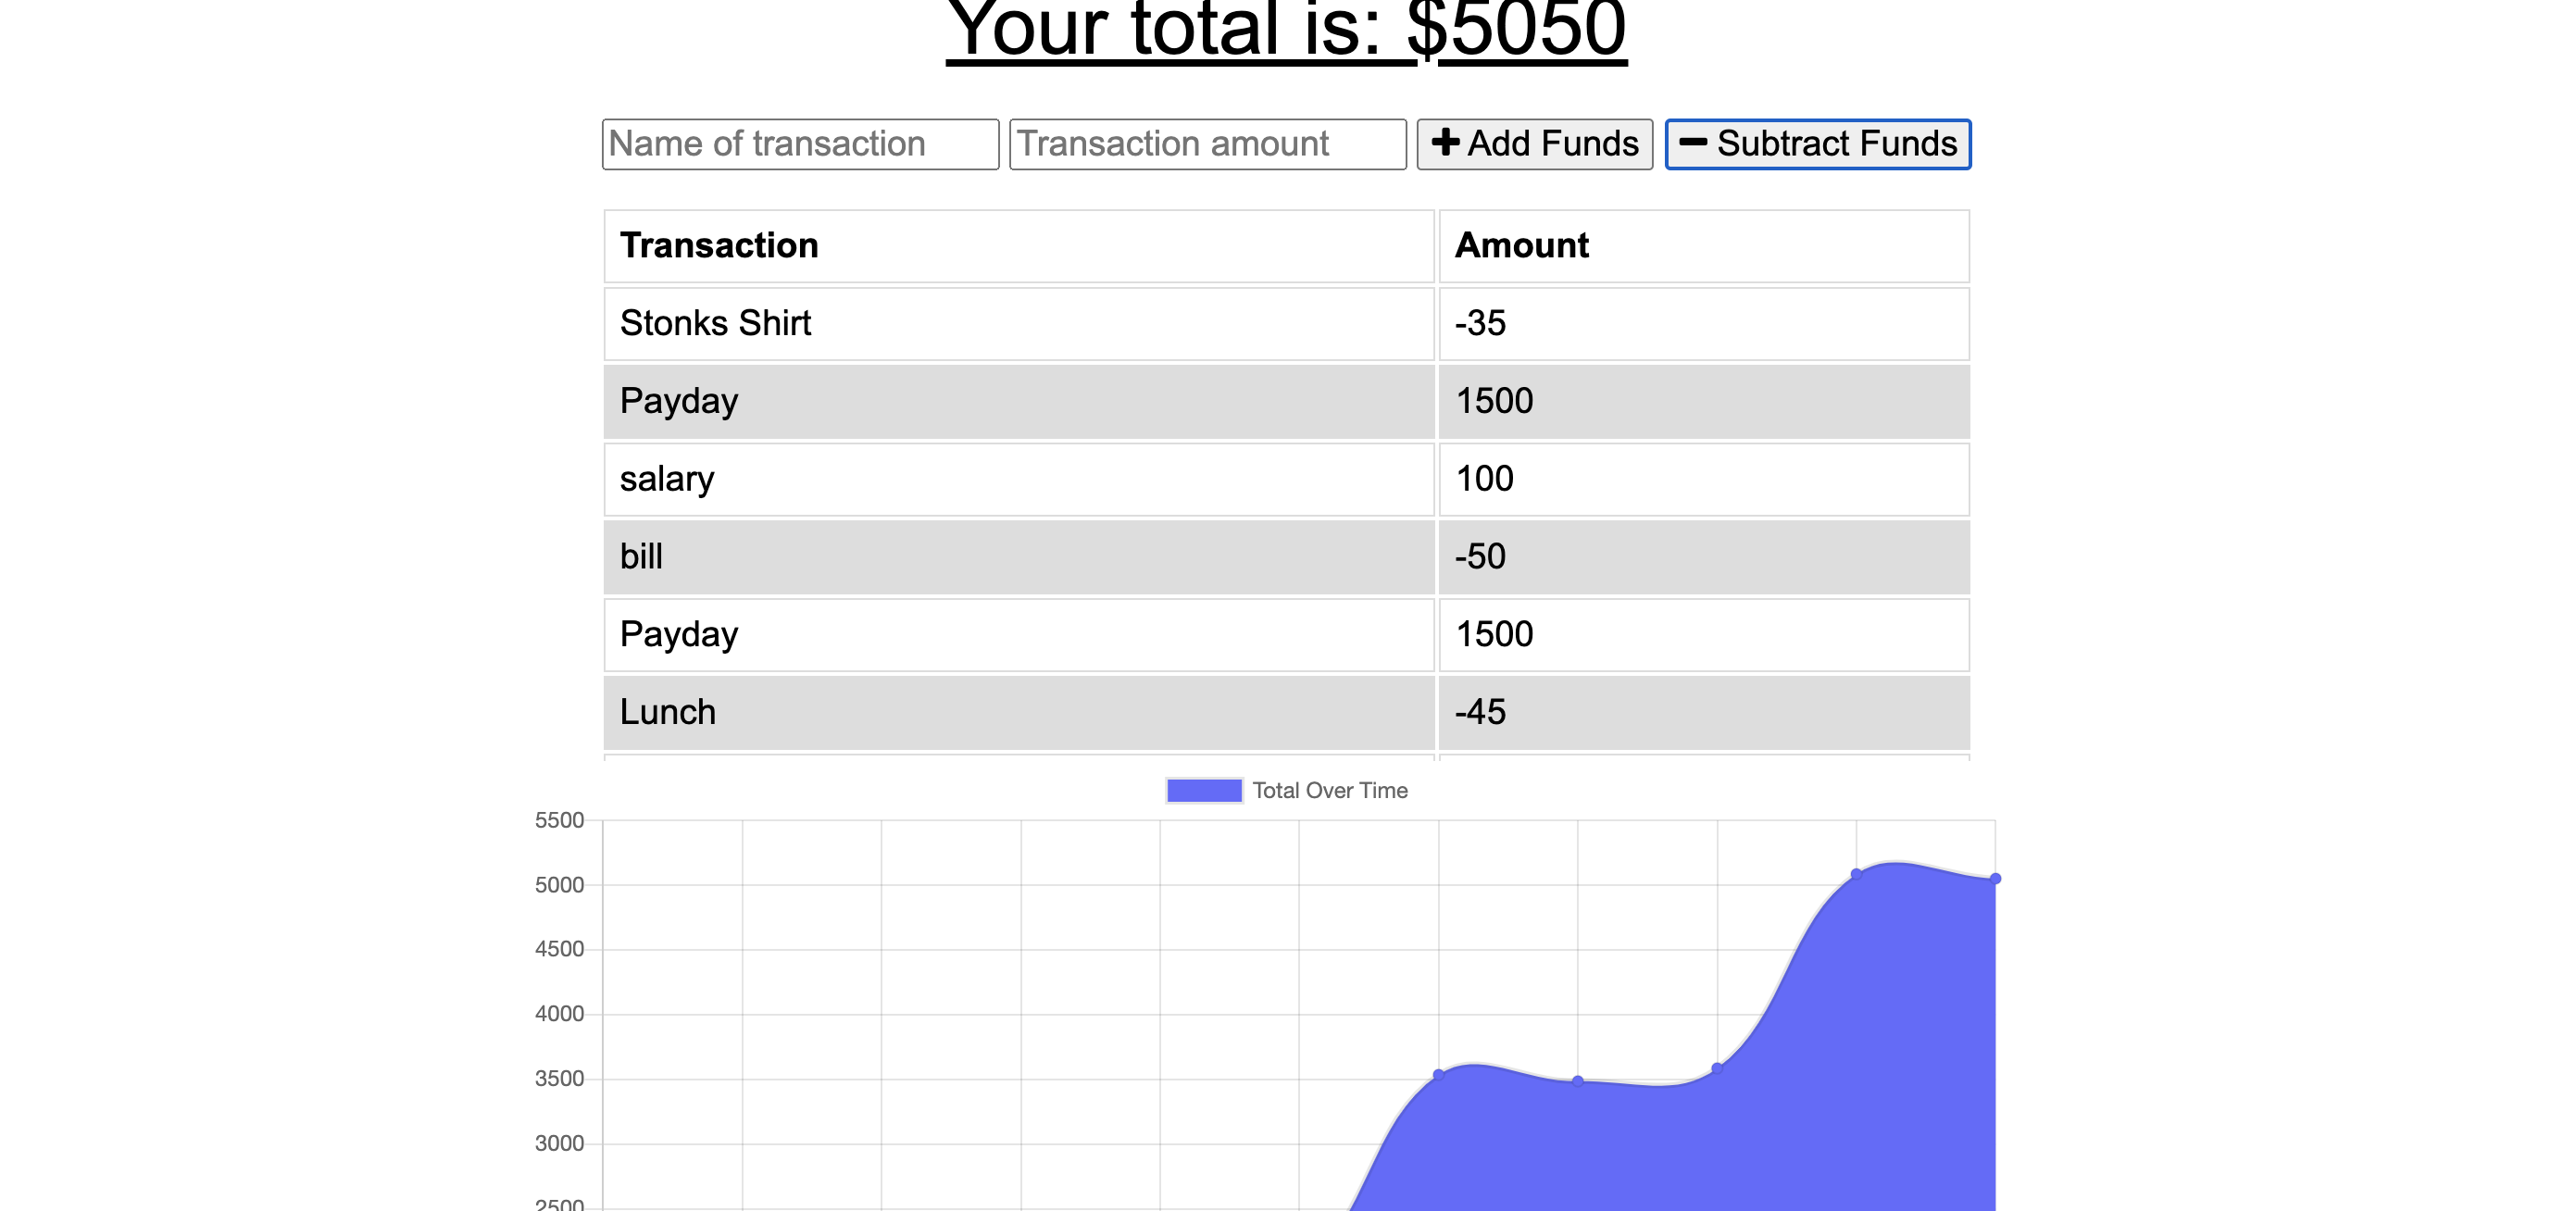 Your total is: $5050
Name of transaction Transaction amount + Add Funds − Subtract Funds
Transaction Amount
Stonks Shirt -35
Payday 1500
salary 100
bill -50
Payday 1500
Lunch -45
Total Over Time
5500
5000
4500
4000
3500
3000
2500